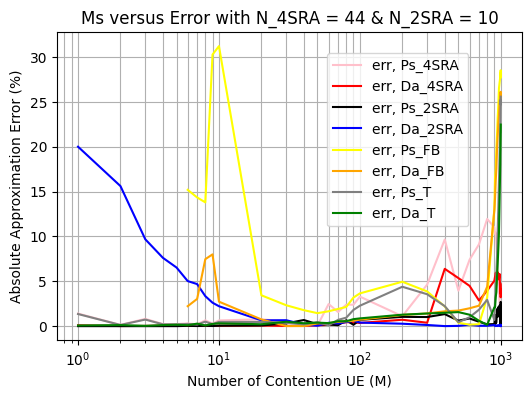 Ms versus Error with N_4SRA = 44 & N_2SRA = 10
Absolute Approximation Error (%)
30
25
20
15
10
5
0
err, Ps_4SRA
err, Da_4SRA
err, Ps_2SRA
err, Da_2SRA
err, Ps_FB
err, Da_FB
err, Ps_T
err, Da_T
10⁰ 10¹ 10² 10³
Number of Contention UE (M)